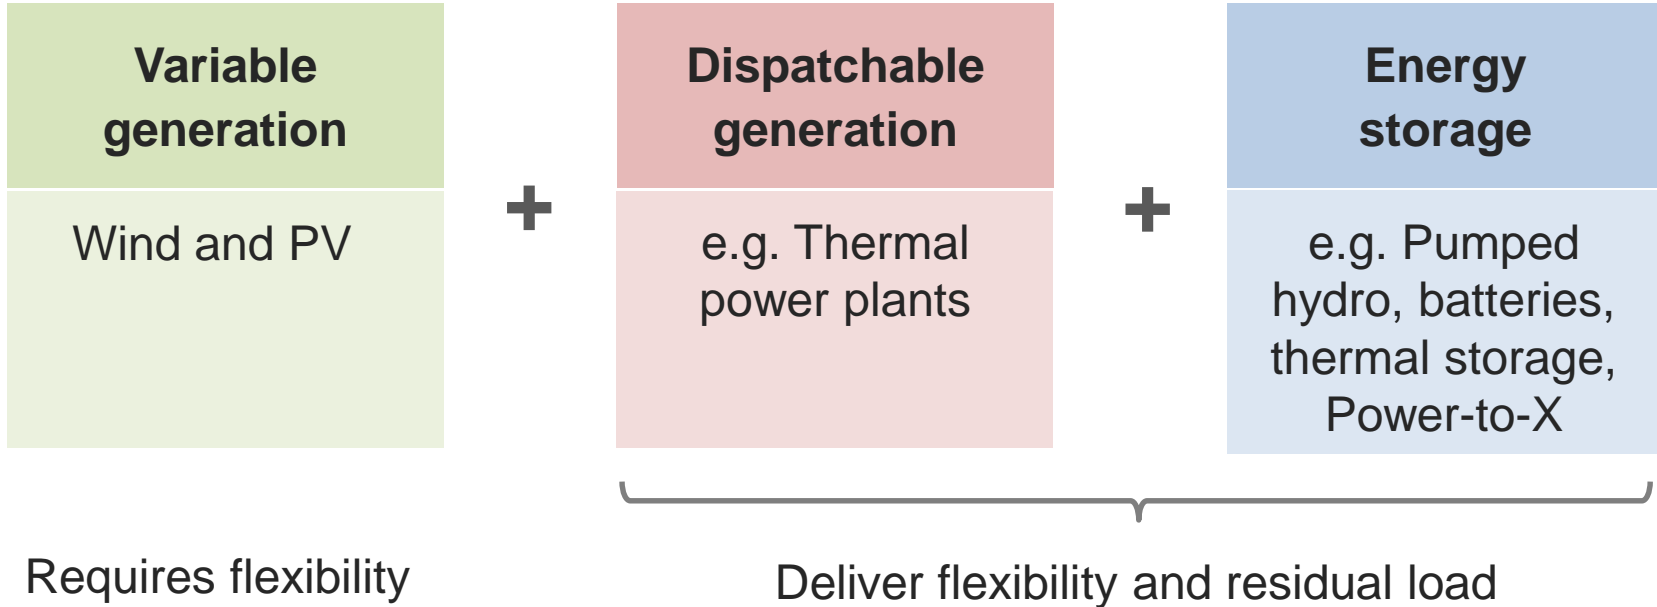 Variable
generation
Wind and PV
+
Dispatchable
generation
e.g. Thermal
power plants
+
Energy
storage
e.g. Pumped
hydro, batteries,
thermal storage,
Power-to-X
Requires flexibility
Deliver flexibility and residual load